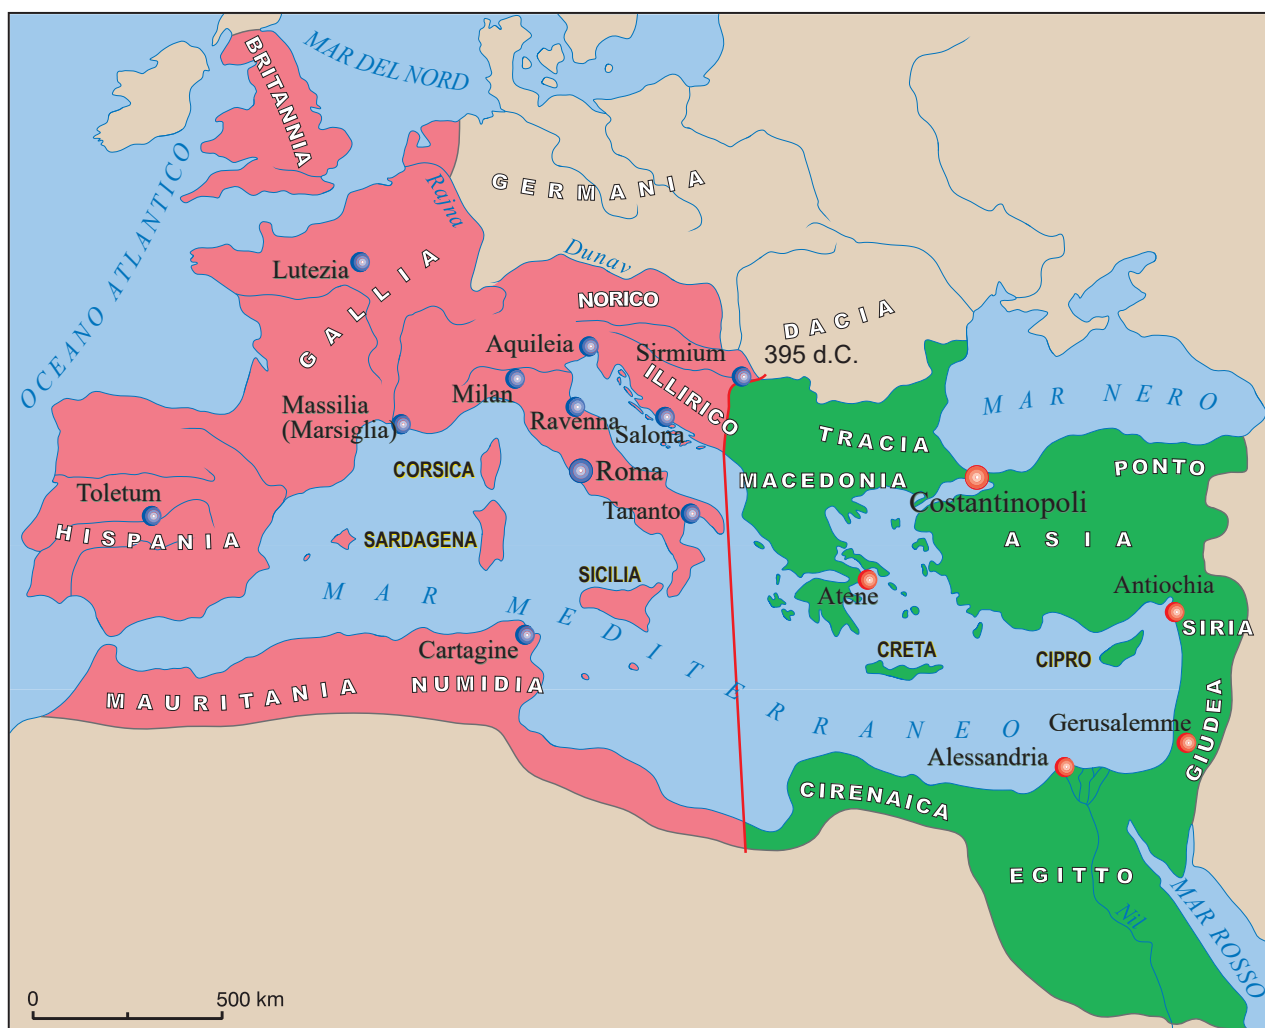 MAR DEL NORD
BRITANNIA
OCEANO ATLANTICO
GERMANIA
Rajna
Dunav
Lutezia
GALLIA
NORICO
DACIA
Aquileia
Sirmium
395 d.C.
Milan
ILLIRICO
Massilia
(Marsiglia)
Ravenna
Salona
MAR NERO
TRACIA
CORSICA
Roma
MACEDONIA
PONTO
Toletum
Costantinopoli
Taranto
HISPANIA
SARDAGENA
ASIA
SICILIA
Atene
Antiochia
MAR MEDITERRANEO
SIRIA
Cartagine
CRETA
CIPRO
MAURITANIA
NUMIDIA
Gerusalemme
GIUDEA
Alessandria
CIRENAICA
EGITTO
Nil
MAR ROSSO
0
500 km